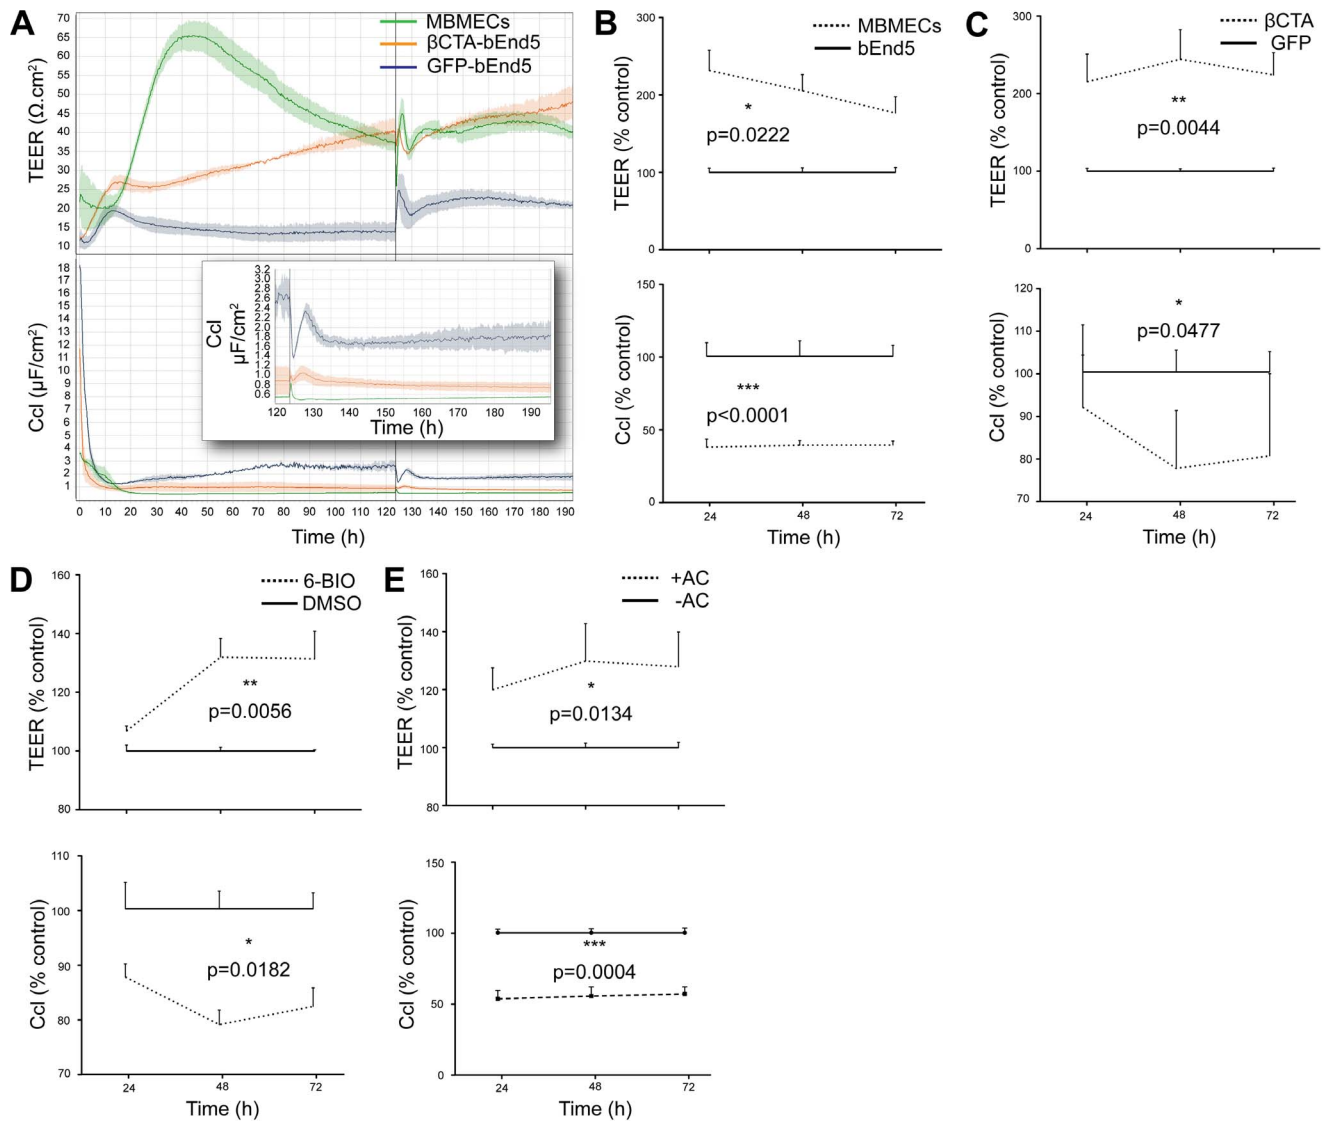 A
MBMECs
βCTA-bEnd5
GFP-bEnd5
TEER (Ω.cm²)
70
65
60
55
50
45
40
35
30
25
20
15
10
Ccl (µF/cm²)
18
17
16
15
14
13
12
11
10
9
8
7
6
5
4
3
2
1
Ccl
µF/cm²
3.2
3.0
2.8
2.6
2.4
2.2
2.0
1.8
1.6
1.4
1.2
1.0
0.8
0.6
120 130 140 150 160 170 180 190
Time (h)
0 10 20 30 40 50 60 70 80 90 100 110 120 130 140 150 160 170 180 190
Time (h)
B
MBMECs
bEnd5
TEER (% control)
300
200
100
0
*
p=0.0222
Ccl (% control)
150
100
50
0
***
p<0.0001
24 48 72
Time (h)
C
βCTA
GFP
TEER (% control)
300
200
100
0
**
p=0.0044
Ccl (% control)
120
110
100
90
80
70
*
p=0.0477
24 48 72
Time (h)
D
6-BIO
DMSO
TEER (% control)
160
140
120
100
80
**
p=0.0056
Ccl (% control)
110
100
90
80
70
*
p=0.0182
24 48 72
Time (h)
E
+AC
-AC
TEER (% control)
160
140
120
100
80
*
p=0.0134
Ccl (% control)
150
100
50
0
***
p=0.0004
24 48 72
Time (h)